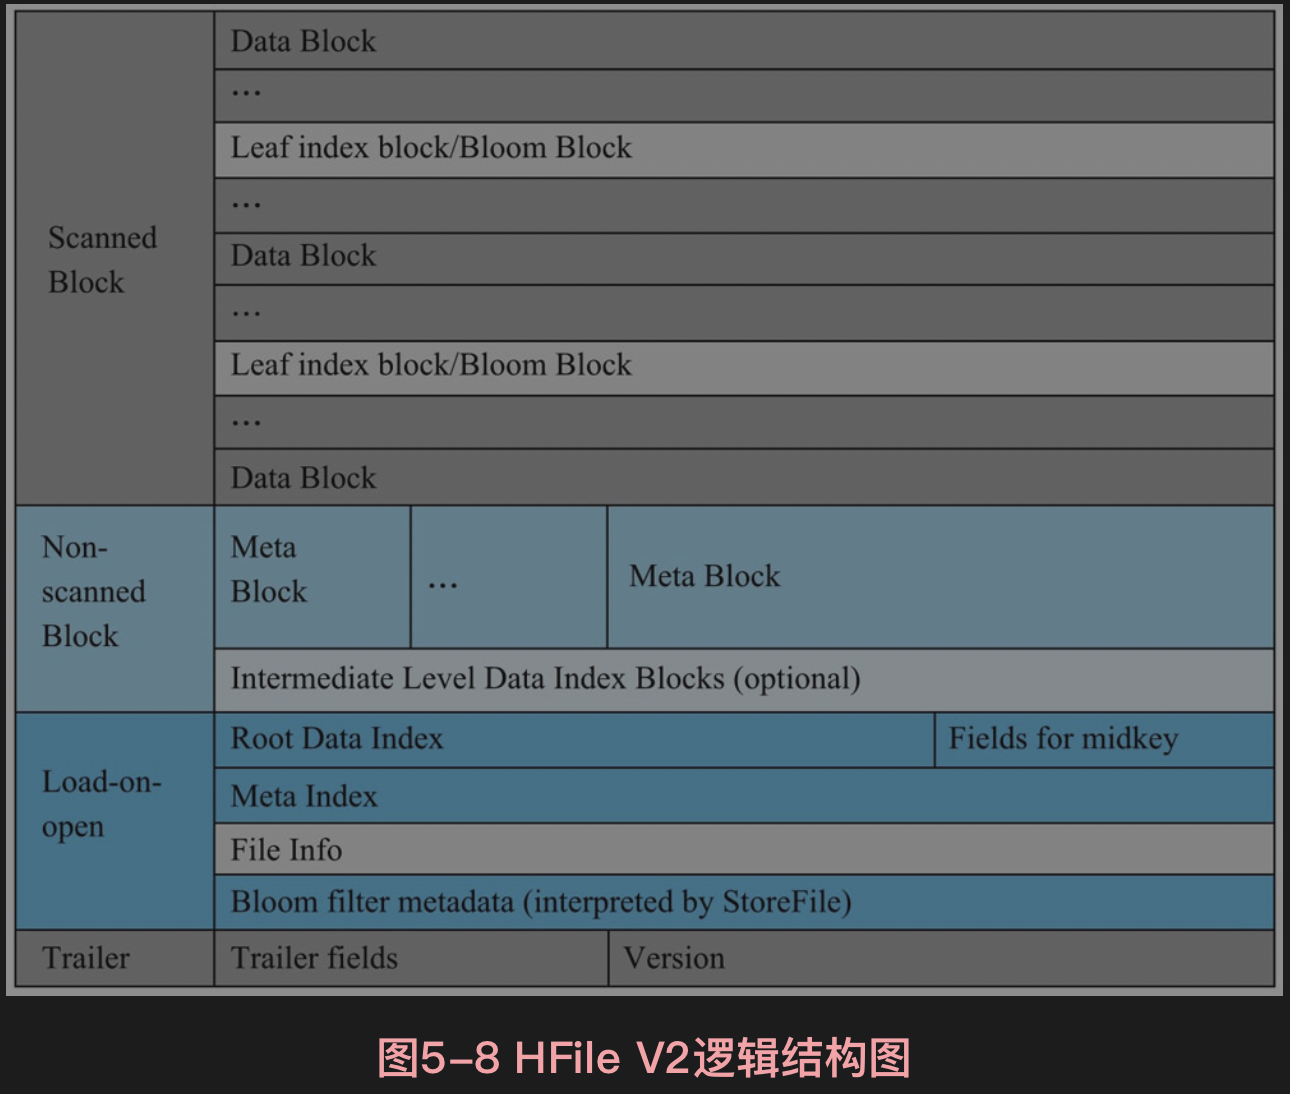 Data Block
...
Leaf index block/Bloom Block
...
Scanned
Block
Data Block
...
Leaf index block/Bloom Block
...
Data Block
Non-
scanned
Block
Meta
Block
...
Meta Block
Intermediate Level Data Index Blocks (optional)
Load-on-
open
Root Data Index
Fields for midkey
Meta Index
File Info
Bloom filter metadata (interpreted by StoreFile)
Trailer
Trailer fields
Version
图5-8 HFile V2逻辑结构图